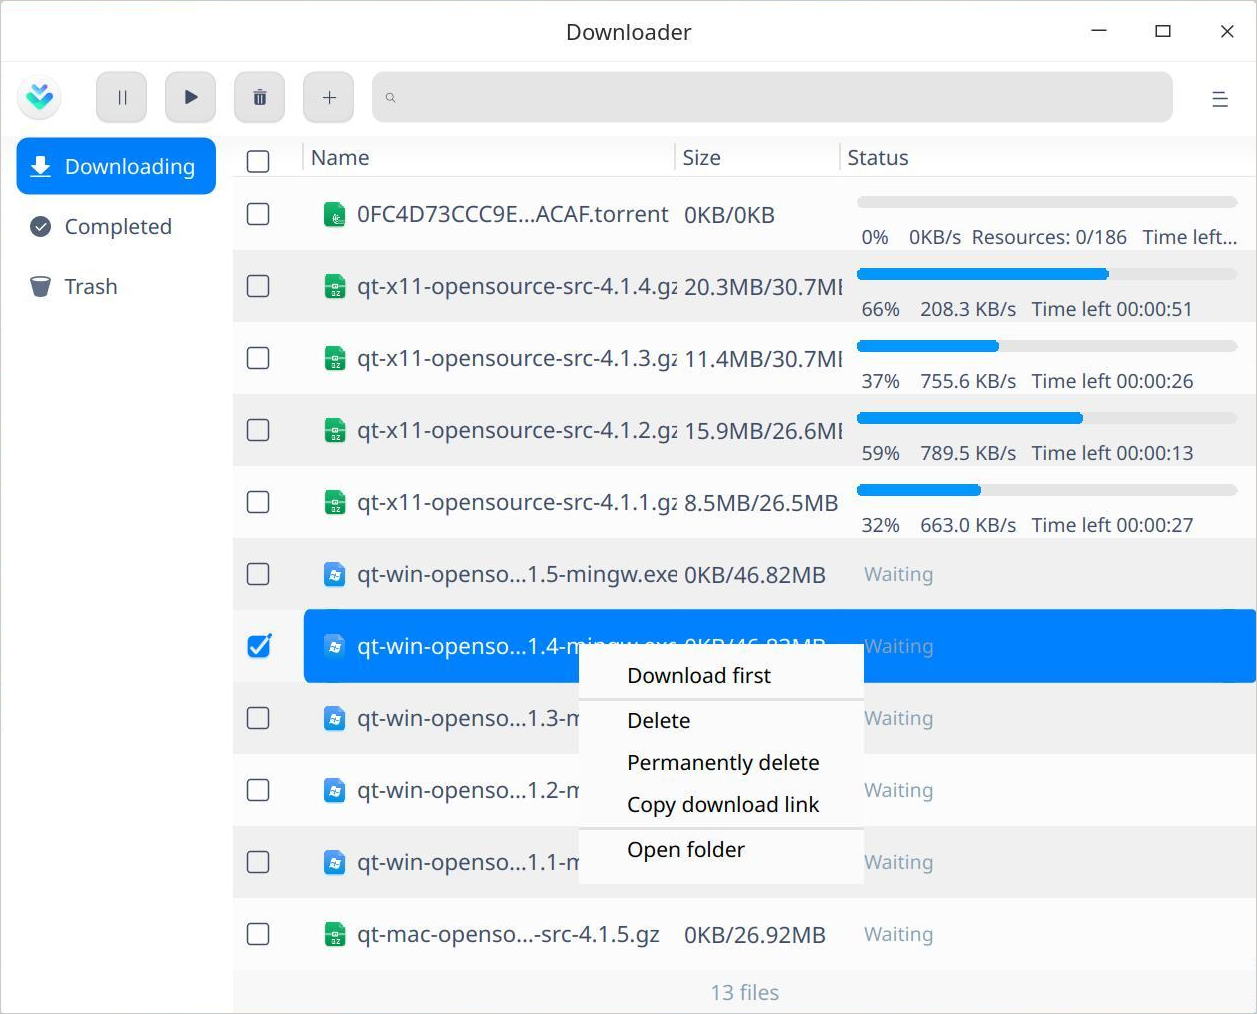 Downloader
Downloading
Completed
Trash
Name Size Status
0FC4D73CCC9E...ACAF.torrent 0KB/0KB
0% 0KB/s Resources: 0/186 Time left...
qt-x11-opensource-src-4.1.4.gz 20.3MB/30.7MB
66% 208.3 KB/s Time left 00:00:51
qt-x11-opensource-src-4.1.3.gz 11.4MB/30.7MB
37% 755.6 KB/s Time left 00:00:26
qt-x11-opensource-src-4.1.2.gz 15.9MB/26.6MB
59% 789.5 KB/s Time left 00:00:13
qt-x11-opensource-src-4.1.1.gz 8.5MB/26.5MB
32% 663.0 KB/s Time left 00:00:27
qt-win-openso...1.5-mingw.exe 0KB/46.82MB Waiting
qt-win-openso...1.4-mingw.exe 0KB/46.83MB Waiting
Download first
Delete
Permanently delete
Copy download link
Open folder
qt-win-openso...1.3-m Waiting
qt-win-openso...1.2-m Waiting
qt-win-openso...1.1-m Waiting
qt-mac-openso...-src-4.1.5.gz 0KB/26.92MB Waiting
13 files